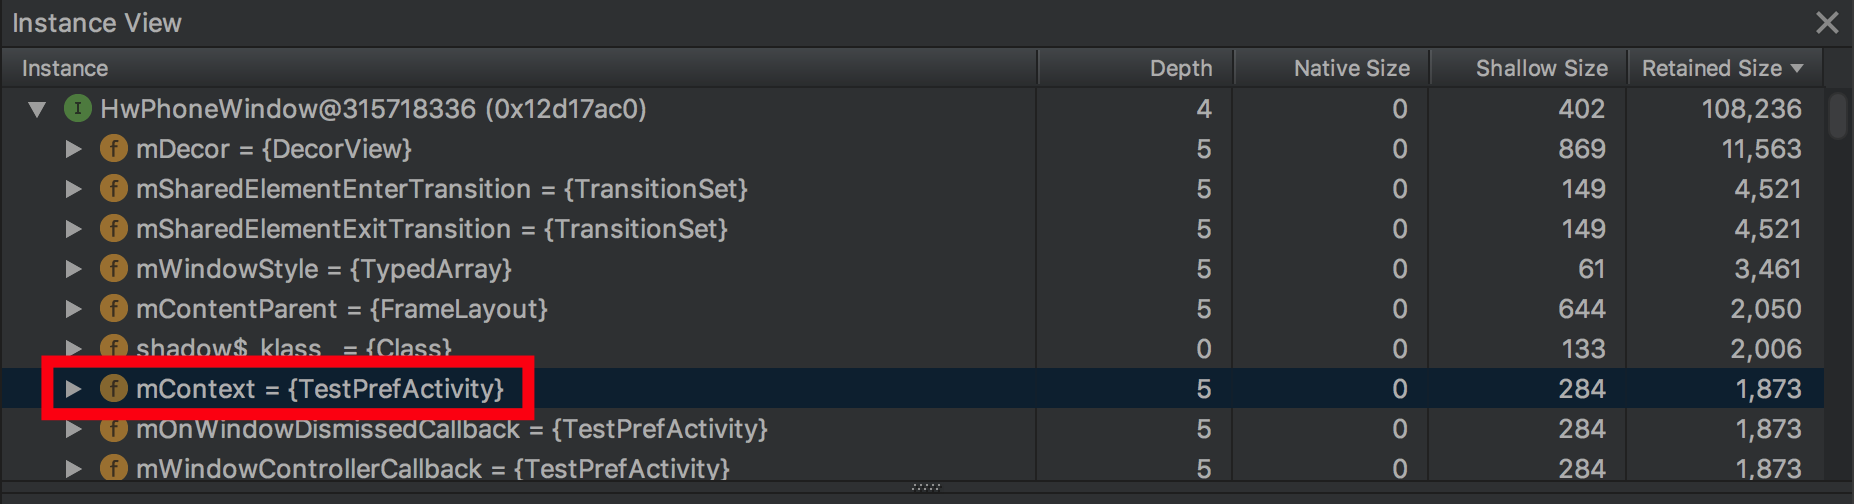 Instance View
Instance Depth Native Size Shallow Size Retained Size
I HwPhoneWindow@315718336 (0x12d17ac0) 4 0 402 108,236
f mDecor = {DecorView} 5 0 869 11,563
f mSharedElementEnterTransition = {TransitionSet} 5 0 149 4,521
f mSharedElementExitTransition = {TransitionSet} 5 0 149 4,521
f mWindowStyle = {TypedArray} 5 0 61 3,461
f mContentParent = {FrameLayout} 5 0 644 2,050
f shadow$_klass_ = {Class} 0 0 133 2,006
f mContext = {TestPrefActivity} 5 0 284 1,873
f mOnWindowDismissedCallback = {TestPrefActivity} 5 0 284 1,873
f mWindowControllerCallback = {TestPrefActivity} 5 0 284 1,873